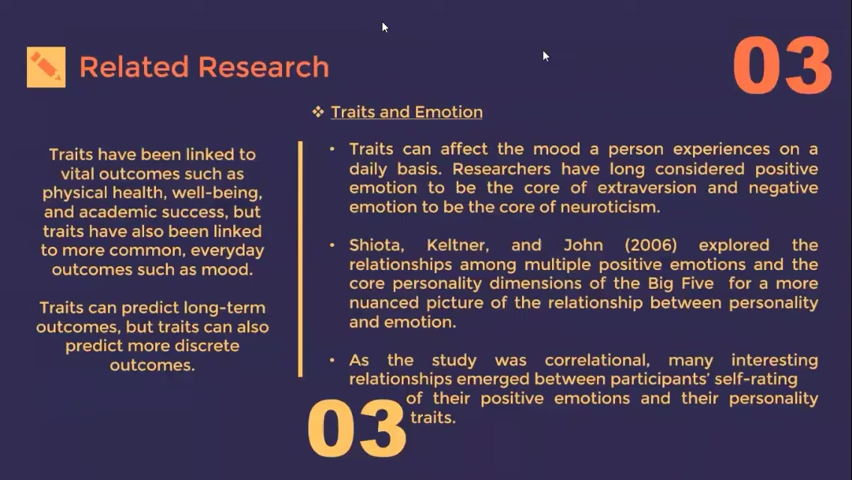 Related Research
03
❖ Traits and Emotion
Traits have been linked to
vital outcomes such as
physical health, well-being,
and academic success, but
traits have also been linked
to more common, everyday
outcomes such as mood.
Traits can predict long-term
outcomes, but traits can also
predict more discrete
outcomes.
• Traits can affect the mood a person experiences on a
daily basis. Researchers have long considered positive
emotion to be the core of extraversion and negative
emotion to be the core of neuroticism.
• Shiota, Keltner, and John (2006) explored the
relationships among multiple positive emotions and the
core personality dimensions of the Big Five for a more
nuanced picture of the relationship between personality
and emotion.
• As the study was correlational, many interesting
relationships emerged between participants’ self-rating
of their positive emotions and their personality
traits.
03